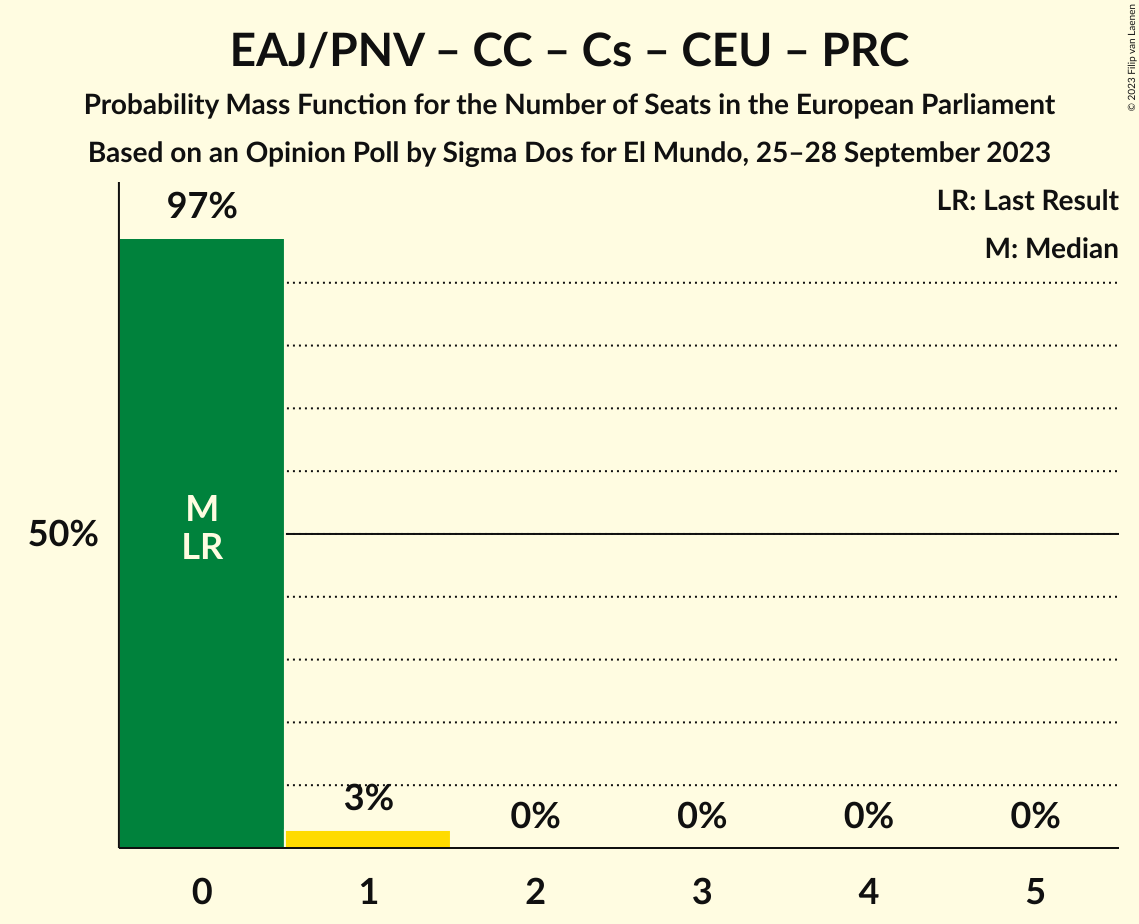 EAJ/PNV – CC – Cs – CEU – PRC
Probability Mass Function for the Number of Seats in the European Parliament
Based on an Opinion Poll by Sigma Dos for El Mundo, 25–28 September 2023
© 2023 Filip van Laenen
LR: Last Result
M: Median
97%
M
LR
50%
3%
0%
0%
0%
0%
0
1
2
3
4
5